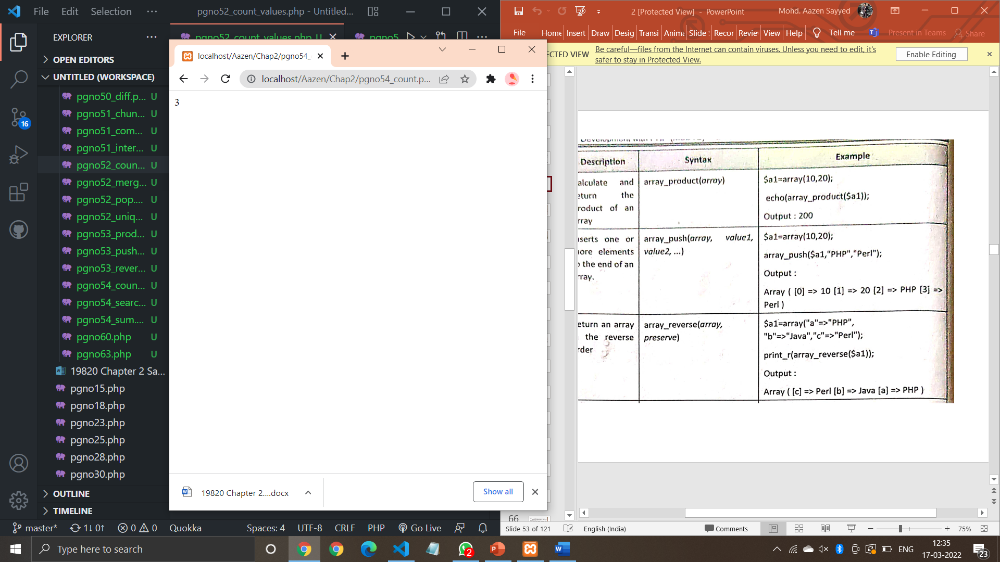 File Edit Selection ···
pgno52_count_values.php - Untitled...
EXPLORER ···
OPEN EDITORS
UNTITLED (WORKSPACE)
pgno50_diff.p... U
pgno51_chun... U
pgno51_com... U
pgno51_inter... U
pgno52_coun... U
pgno52_merg... U
pgno52_pop.... U
pgno52_uniq... U
pgno53_prod... U
pgno53_push... U
pgno53_rever... U
pgno54_coun... U
pgno54_searc... U
pgno54_sum.... U
pgno60.php U
pgno63.php U
19820 Chapter 2 Sa...
pgno15.php
pgno18.php
pgno23.php
pgno25.php
pgno28.php
pgno30.php
OUTLINE
TIMELINE
16
pgno52_count_values.php U
pgno5
localhost/Aazen/Chap2/pgno54_
localhost/Aazen/Chap2/pgno54_count.p...
3
19820 Chapter 2....docx
Show all
master* 1↓ 0↑ 0 0 Quokka Spaces: 4 UTF-8 CRLF PHP Go Live
2 [Protected View] - PowerPoint
Mohd. Aazen Sayyed
File Home Insert Draw Desig Transi Anima Slide Recor Review View Help Tell me Present in Teams Share
ECTED VIEW Be careful—files from the Internet can contain viruses. Unless you need to edit, it's
safer to stay in Protected View.
Enable Editing
Description Syntax Example
alculate and
eturn the
roduct of an
rray
array_product(array)
$a1=array(10,20);
echo(array_product($a1));
Output : 200
nserts one or
nore elements
o the end of an
rray.
array_push(array, value1,
value2, ...)
$a1=array(10,20);
array_push($a1,"PHP","Perl");
Output :
Array ( [0] => 10 [1] => 20 [2] => PHP [3] =>
Perl )
eturn an array
the reverse
rder
array_reverse(array,
preserve)
$a1=array("a"=>"PHP",
"b"=>"Java","c"=>"Perl");
print_r(array_reverse($a1));
Output :
Array ( [c] => Perl [b] => Java [a] => PHP )
66
Slide 53 of 121 English (India) Comments 75%
Type here to search
2
ENG
12:35
17-03-2022
23